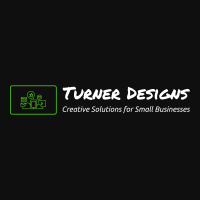 Turner Designs
Creative Solutions for Small Businesses